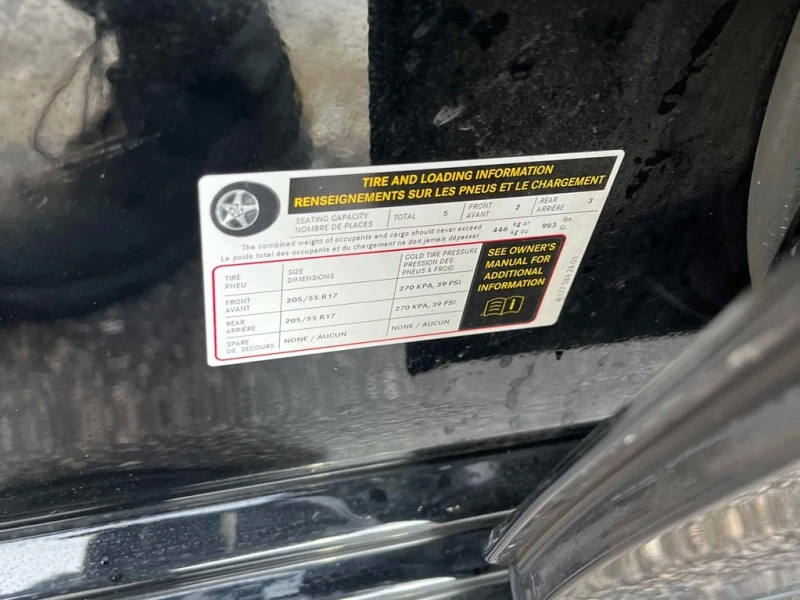 TIRE AND LOADING INFORMATION
RENSEIGNEMENTS SUR LES PNEUS ET LE CHARGEMENT
SEATING CAPACITY
NOMBRE DE PLACES
TOTAL 5
FRONT
AVANT 2
REAR
ARRIÈRE 3
The combined weight of occupants and cargo should never exceed 446 kg or 983 lbs.
Le poids total des occupants et du chargement ne doit jamais dépasser kg ou lb.
TIRE
PNEU
SIZE
DIMENSIONS
COLD TIRE PRESSURE
PRESSION DES
PNEUS À FROID
FRONT
AVANT
205/55 R17
270 KPA, 39 PSI
REAR
ARRIÈRE
205/55 R17
270 KPA, 39 PSI
SPARE
DE SECOURS
NONE / AUCUN
NONE / AUCUN
SEE OWNER'S
MANUAL FOR
ADDITIONAL
INFORMATION